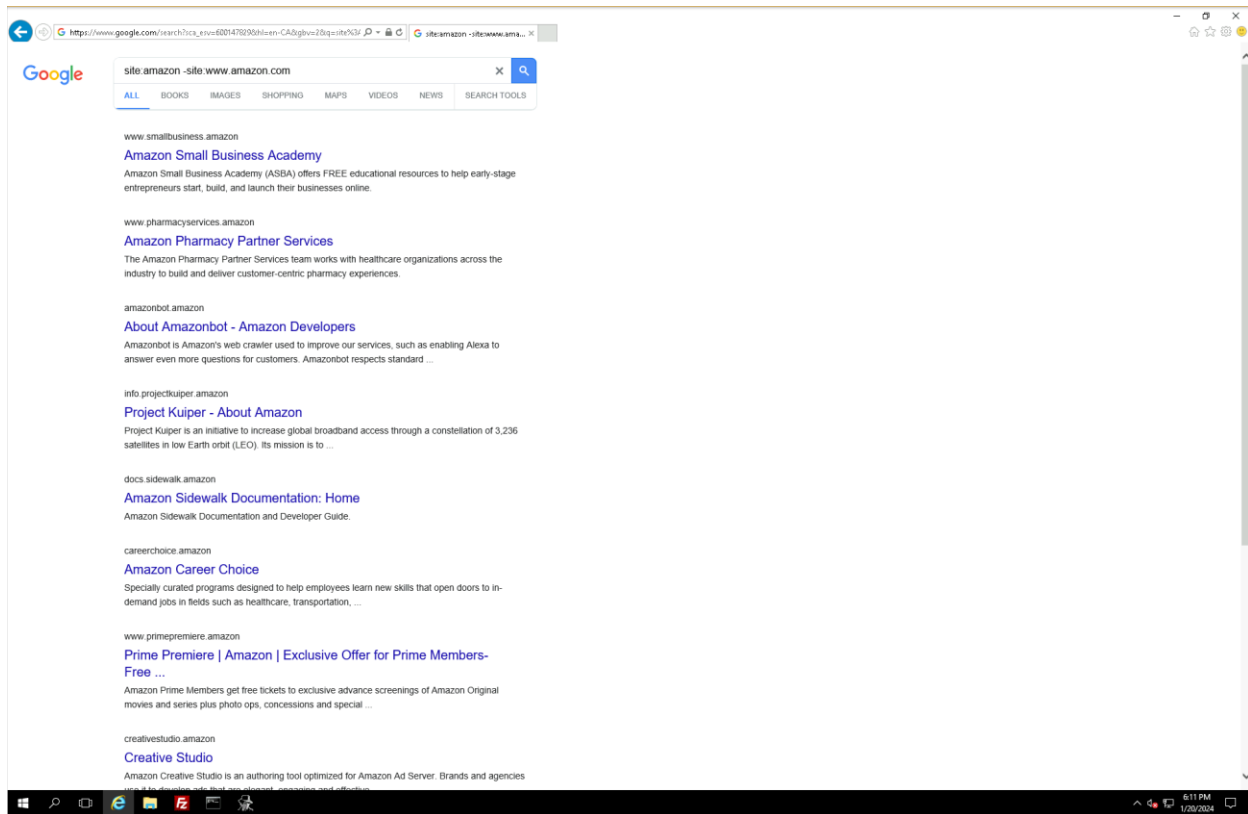 https://www.google.com/search?sca_esv=600147829&hl=en-CA&gbv=2&q=site%3/
site:amazon -site:www.ama...
Google
site:amazon -site:www.amazon.com
ALL BOOKS IMAGES SHOPPING MAPS VIDEOS NEWS SEARCH TOOLS
www.smallbusiness.amazon
Amazon Small Business Academy
Amazon Small Business Academy (ASBA) offers FREE educational resources to help early-stage
entrepreneurs start, build, and launch their businesses online.
www.pharmacyservices.amazon
Amazon Pharmacy Partner Services
The Amazon Pharmacy Partner Services team works with healthcare organizations across the
industry to build and deliver customer-centric pharmacy experiences.
amazonbot.amazon
About Amazonbot - Amazon Developers
Amazonbot is Amazon's web crawler used to improve our services, such as enabling Alexa to
answer even more questions for customers. Amazonbot respects standard ...
info.projectkuiper.amazon
Project Kuiper - About Amazon
Project Kuiper is an initiative to increase global broadband access through a constellation of 3,236
satellites in low Earth orbit (LEO). Its mission is to ...
docs.sidewalk.amazon
Amazon Sidewalk Documentation: Home
Amazon Sidewalk Documentation and Developer Guide.
careerchoice.amazon
Amazon Career Choice
Specially curated programs designed to help employees learn new skills that open doors to in-
demand jobs in fields such as healthcare, transportation, ...
www.primepremiere.amazon
Prime Premiere | Amazon | Exclusive Offer for Prime Members-
Free ...
Amazon Prime Members get free tickets to exclusive advance screenings of Amazon Original
movies and series plus photo ops, concessions and special ...
creativestudio.amazon
Creative Studio
Amazon Creative Studio is an authoring tool optimized for Amazon Ad Server. Brands and agencies
use it to develop ads that are elegant, engaging and effective
6:11 PM
1/20/2024